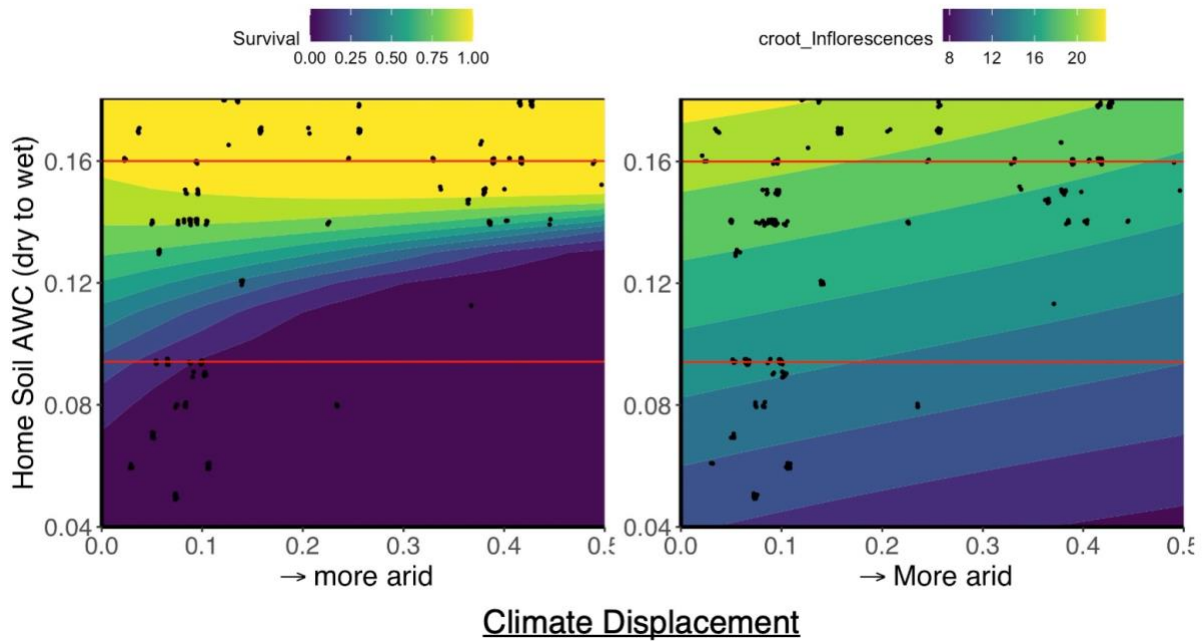 Survival
0.00 0.25 0.50 0.75 1.00
croot_Inflorescences
8 12 16 20
Home Soil AWC (dry to wet)
0.16
0.12
0.08
0.04
0.0 0.1 0.2 0.3 0.4 0.5
→ more arid
0.16
0.12
0.08
0.04
0.0 0.1 0.2 0.3 0.4 0.5
→ More arid
Climate Displacement